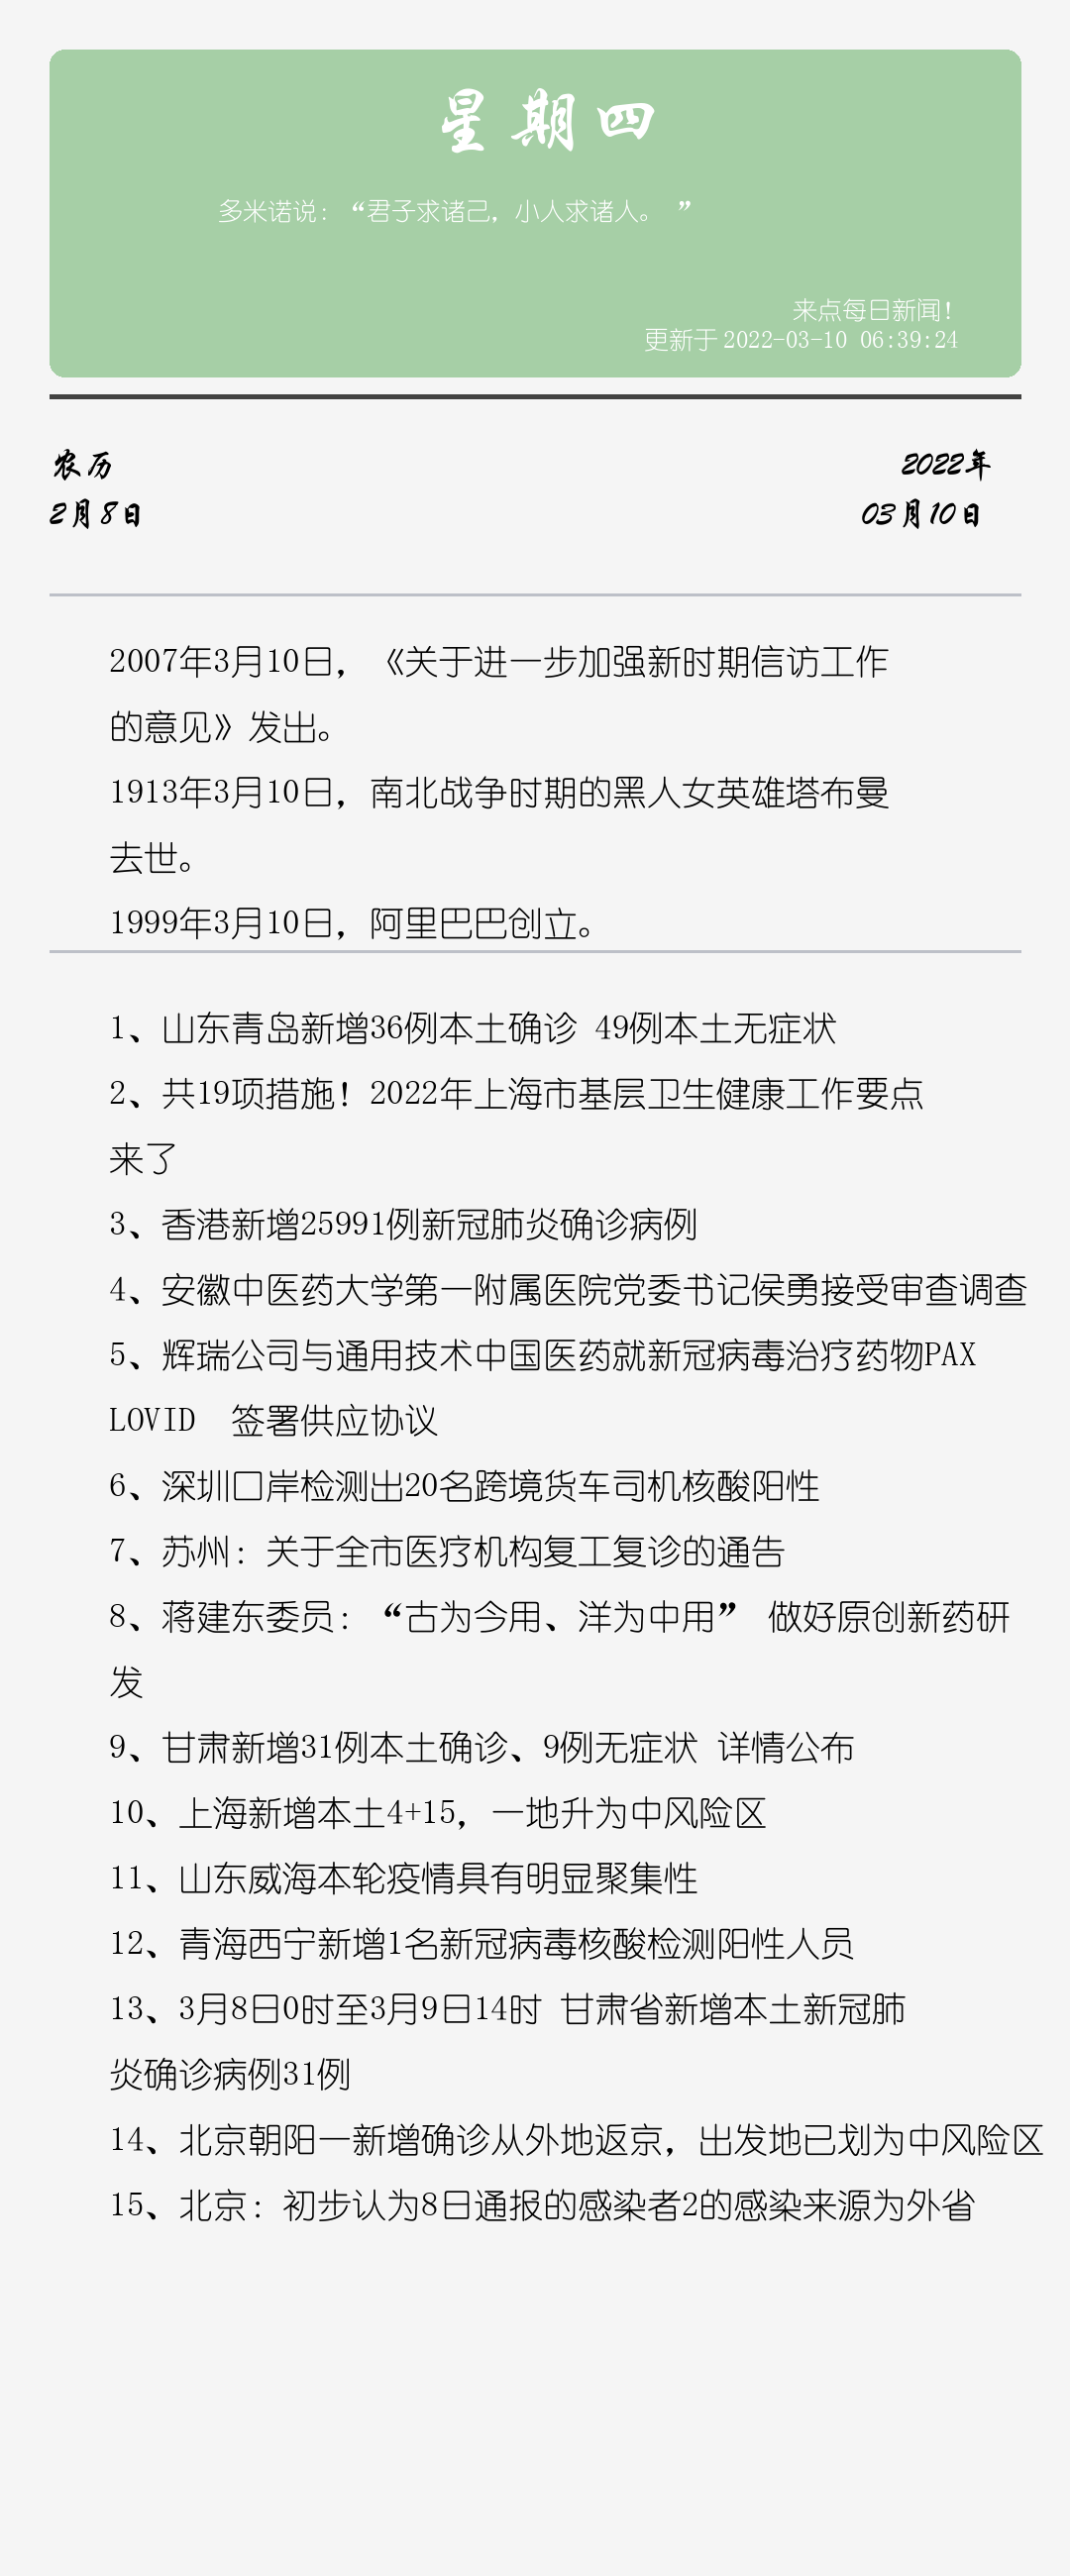 星期四
多米诺说：“君子求诸己，小人求诸人。 ”
来点每日新闻！
更新于 2022-03-10 06:39:24
农历
2022年
2月8日
03月10日
2007年3月10日，《关于进一步加强新时期信访工作
的意见》发出。
1913年3月10日，南北战争时期的黑人女英雄塔布曼
去世。
1999年3月10日，阿里巴巴创立。
1、山东青岛新增36例本土确诊 49例本土无症状
2、共19项措施！2022年上海市基层卫生健康工作要点
来了
3、香港新增25991例新冠肺炎确诊病例
4、安徽中医药大学第一附属医院党委书记侯勇接受审查调查
5、辉瑞公司与通用技术中国医药就新冠病毒治疗药物PAX
LOVID  签署供应协议
6、深圳口岸检测出20名跨境货车司机核酸阳性
7、苏州：关于全市医疗机构复工复诊的通告
8、蒋建东委员：“古为今用、洋为中用” 做好原创新药研
发
9、甘肃新增31例本土确诊、9例无症状 详情公布
10、上海新增本土4+15，一地升为中风险区
11、山东威海本轮疫情具有明显聚集性
12、青海西宁新增1名新冠病毒核酸检测阳性人员
13、3月8日0时至3月9日14时 甘肃省新增本土新冠肺
炎确诊病例31例
14、北京朝阳一新增确诊从外地返京，出发地已划为中风险区
15、北京：初步认为8日通报的感染者2的感染来源为外省